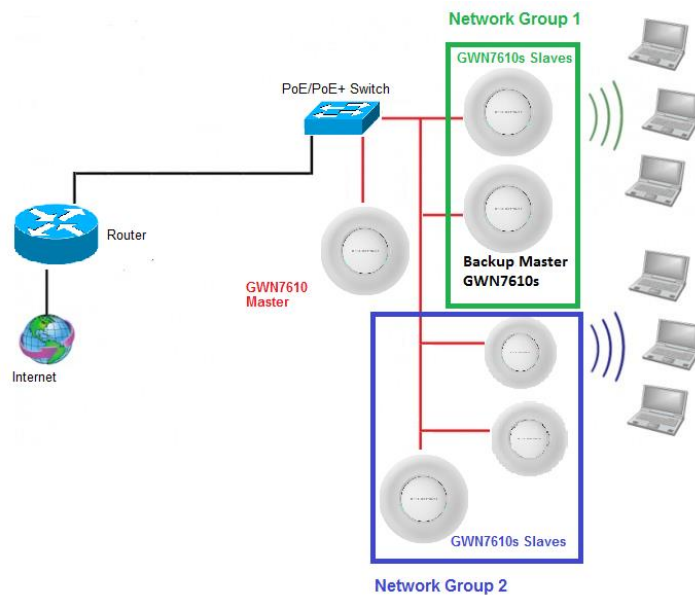 Network Group 1
GWN7610s Slaves
PoE/PoE+ Switch
Router
GWN7610
Master
Backup Master
GWN7610s
Internet
GWN7610s Slaves
Network Group 2